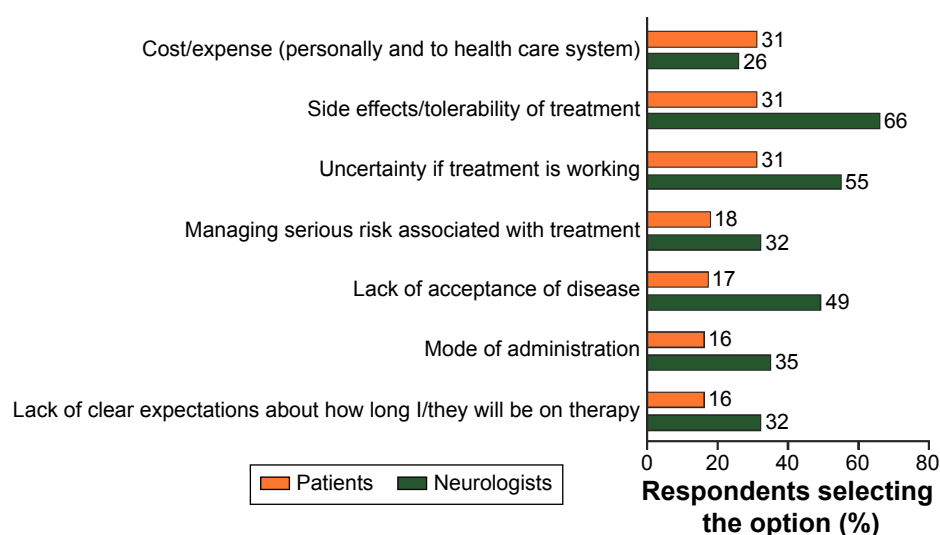 Cost/expense (personally and to health care system)
31
26
Side effects/tolerability of treatment
31
66
Uncertainty if treatment is working
31
55
Managing serious risk associated with treatment
18
32
Lack of acceptance of disease
17
49
Mode of administration
16
35
Lack of clear expectations about how long I/they will be on therapy
16
32
0 20 40 60 80
Patients Neurologists
Respondents selecting
the option (%)